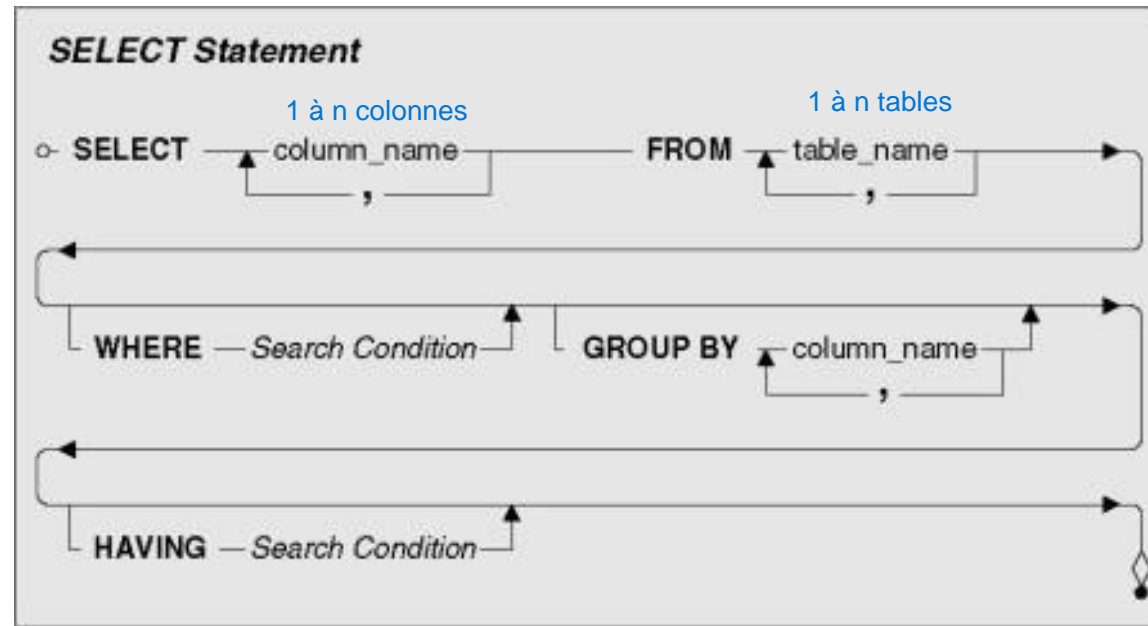 SELECT Statement
1 à n colonnes 1 à n tables
SELECT column_name FROM table_name
, ,
WHERE Search Condition GROUP BY column_name
,
HAVING Search Condition